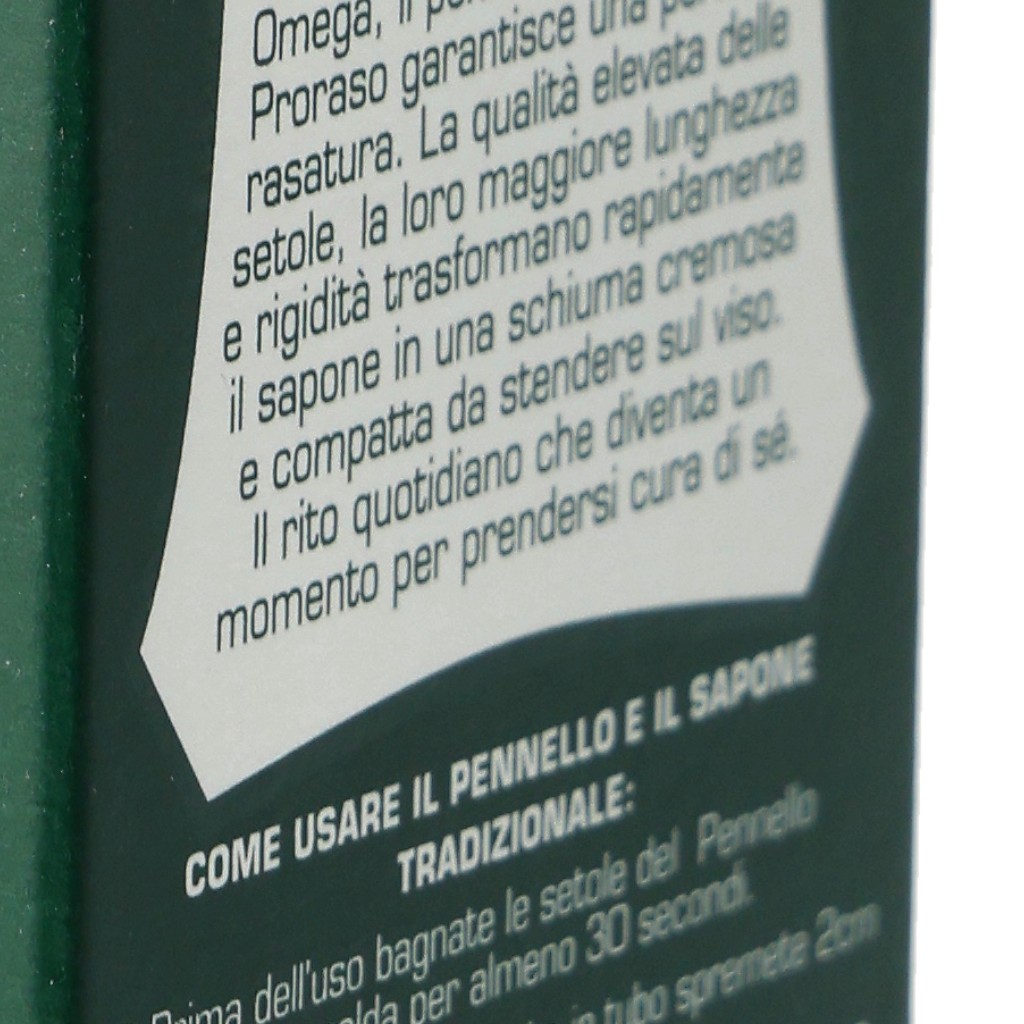 Omega, il
Proraso garantisce una
rasatura. La qualità elevata delle
setole, la loro maggiore lunghezza
e rigidità trasformano rapidamente
il sapone in una schiuma cremosa
e compatta da stendere sul viso.
Il rito quotidiano che diventa un
momento per prendersi cura di sé.
COME USARE IL PENNELLO E IL SAPONE
TRADIZIONALE:
Prima dell'uso bagnate le setole del Pennello
per almeno 30 secondi.
in tubo spremete 2cm